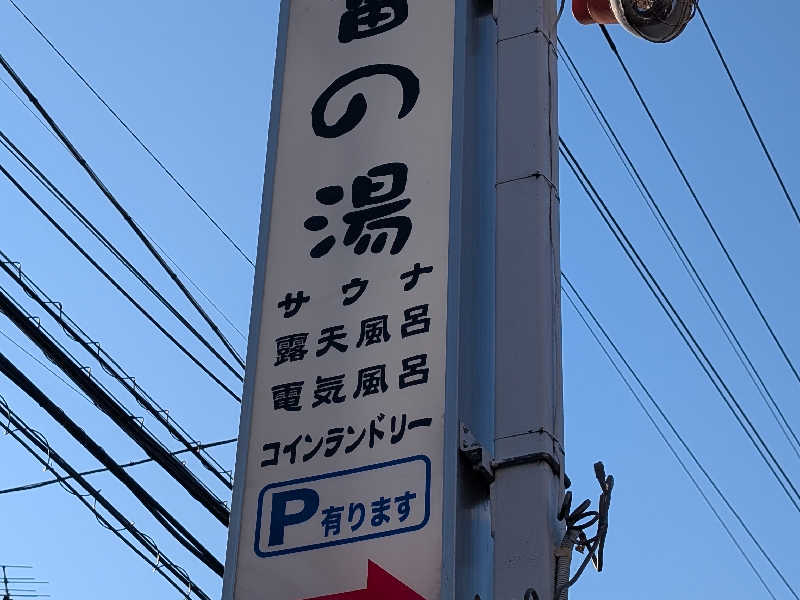 の湯
サウナ
露天風呂
電気風呂
コインランドリー
P有ります